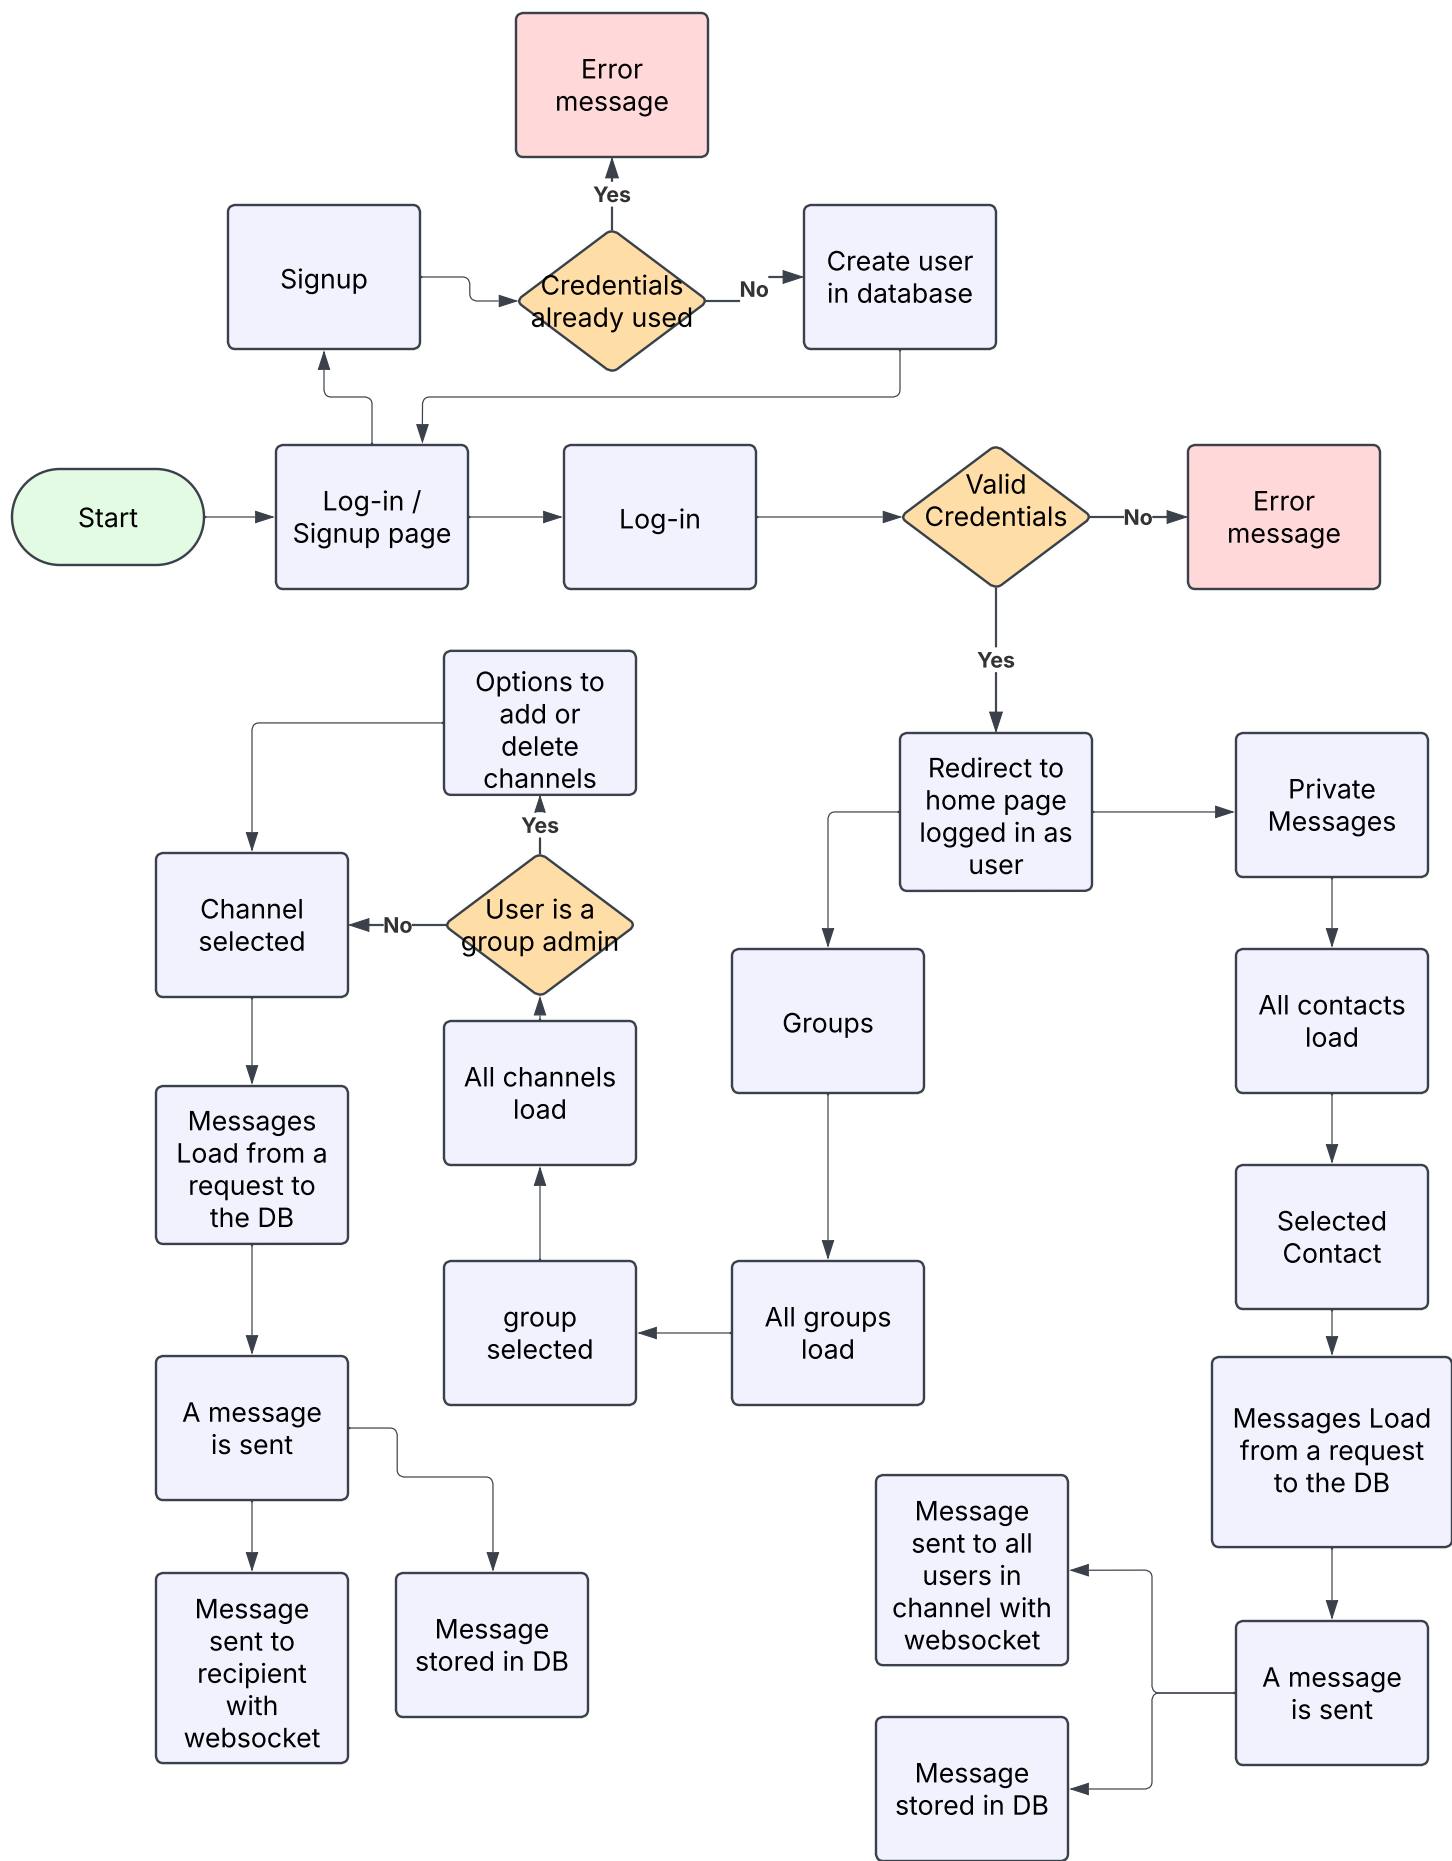 Error
message
Yes
Signup
Credentials
already used
No
Create user
in database
Start
Log-in /
Signup page
Log-in
Valid
Credentials
No
Error
message
Yes
Options to
add or
delete
channels
Yes
Redirect to
home page
logged in as
user
Private
Messages
Channel
selected
No
User is a
group admin
Groups
All contacts
load
All channels
load
Messages
Load from a
request to
the DB
Selected
Contact
group
selected
All groups
load
A message
is sent
Messages Load
from a request
to the DB
Message
sent to all
users in
channel with
websocket
Message
sent to
recipient
with
websocket
Message
stored in DB
A message
is sent
Message
stored in DB